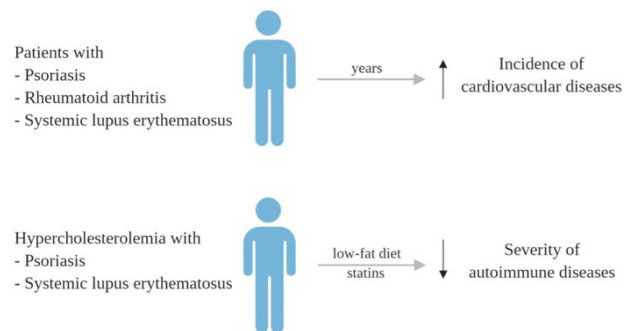 Patients with
- Psoriasis
- Rheumatoid arthritis
- Systemic lupus erythematosus
years
Incidence of
cardiovascular diseases
Hypercholesterolemia with
- Psoriasis
- Systemic lupus erythematosus
low-fat diet
statins
Severity of
autoimmune diseases